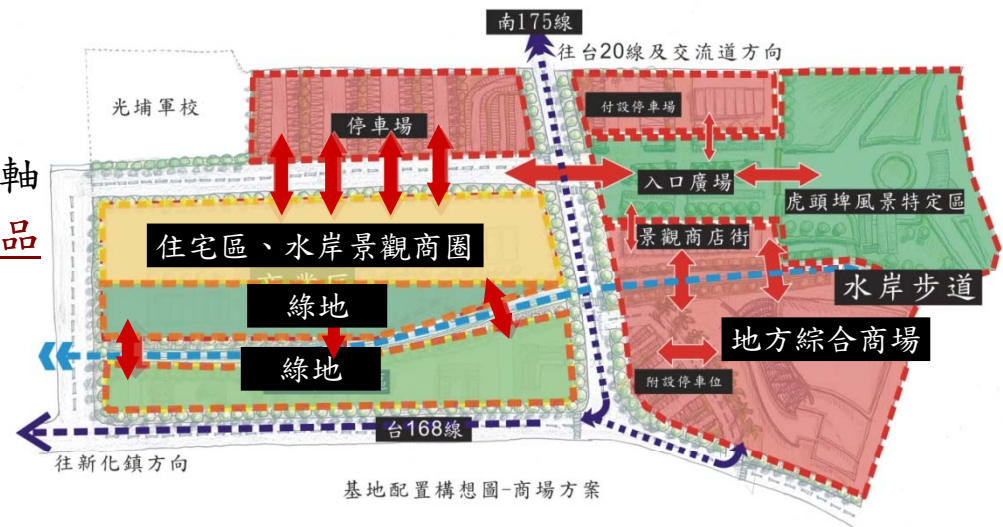 南175線
往台20線及交流道方向
光埔軍校
停車場
付設停車場
軸
品
入口廣場
虎頭埤風景特定區
住宅區、水岸景觀商圈
景觀商店街
綠地
水岸步道
綠地
地方綜合商場
附設停車位
台168線
往新化鎮方向
基地配置構想圖-商場方案